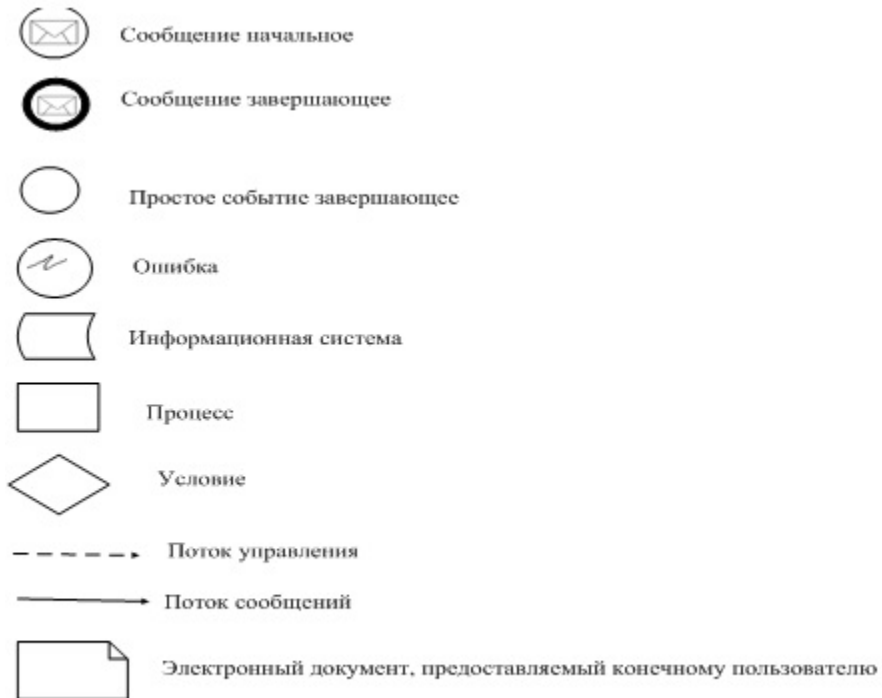 Сообщение начальное
Сообщение завершающее
Простое событие завершающее
Ошибка
Информационная система
Процесс
Условие
Поток управления
Поток сообщений
Электронный документ, предоставляемый конечному пользователю